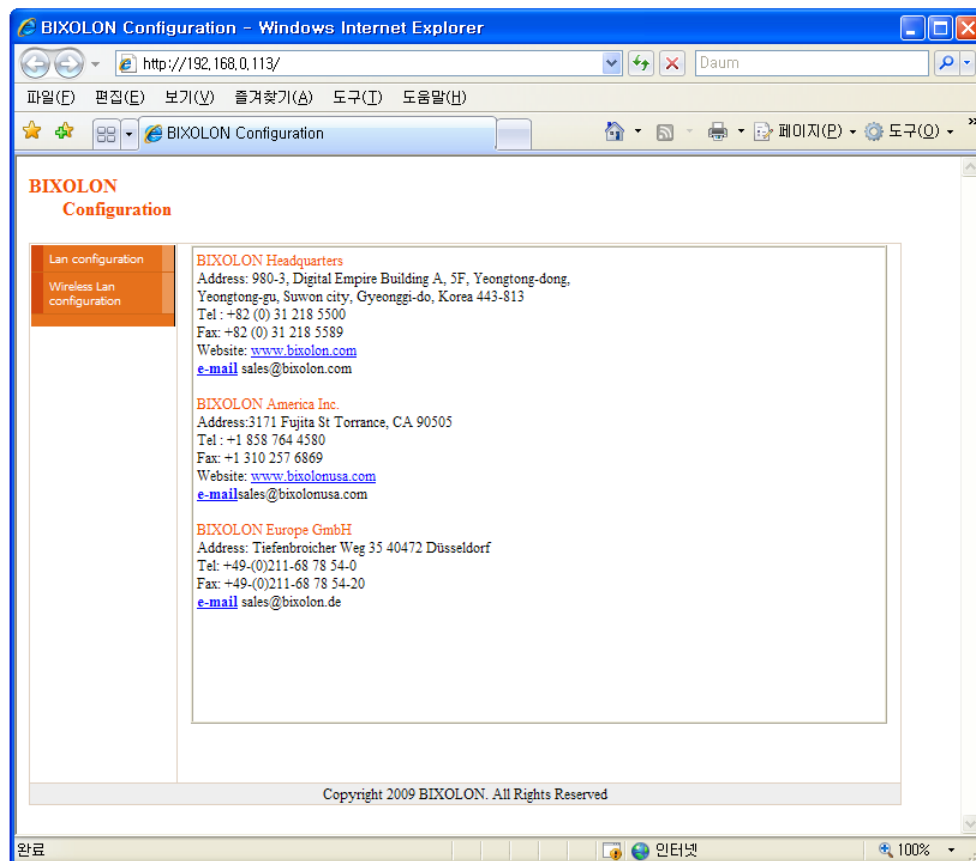 BIXOLON Configuration - Windows Internet Explorer
http://192.168.0.113/
Daum
파일(F) 편집(E) 보기(V) 즐겨찾기(A) 도구(T) 도움말(H)
BIXOLON Configuration
페이지(P)
도구(O)
BIXOLON
Configuration
Lan configuration
Wireless Lan
configuration
BIXOLON Headquarters
Address: 980-3, Digital Empire Building A, 5F, Yeongtong-dong,
Yeongtong-gu, Suwon city, Gyeonggi-do, Korea 443-813
Tel : +82 (0) 31 218 5500
Fax: +82 (0) 31 218 5589
Website: www.bixolon.com
e-mail sales@bixolon.com
BIXOLON America Inc.
Address:3171 Fujita St Torrance, CA 90505
Tel : +1 858 764 4580
Fax: +1 310 257 6869
Website: www.bixolonusa.com
e-mailsales@bixolonusa.com
BIXOLON Europe GmbH
Address: Tiefenbroicher Weg 35 40472 Düsseldorf
Tel: +49-(0)211-68 78 54-0
Fax: +49-(0)211-68 78 54-20
e-mail sales@bixolon.de
Copyright 2009 BIXOLON. All Rights Reserved
완료
인터넷
100%